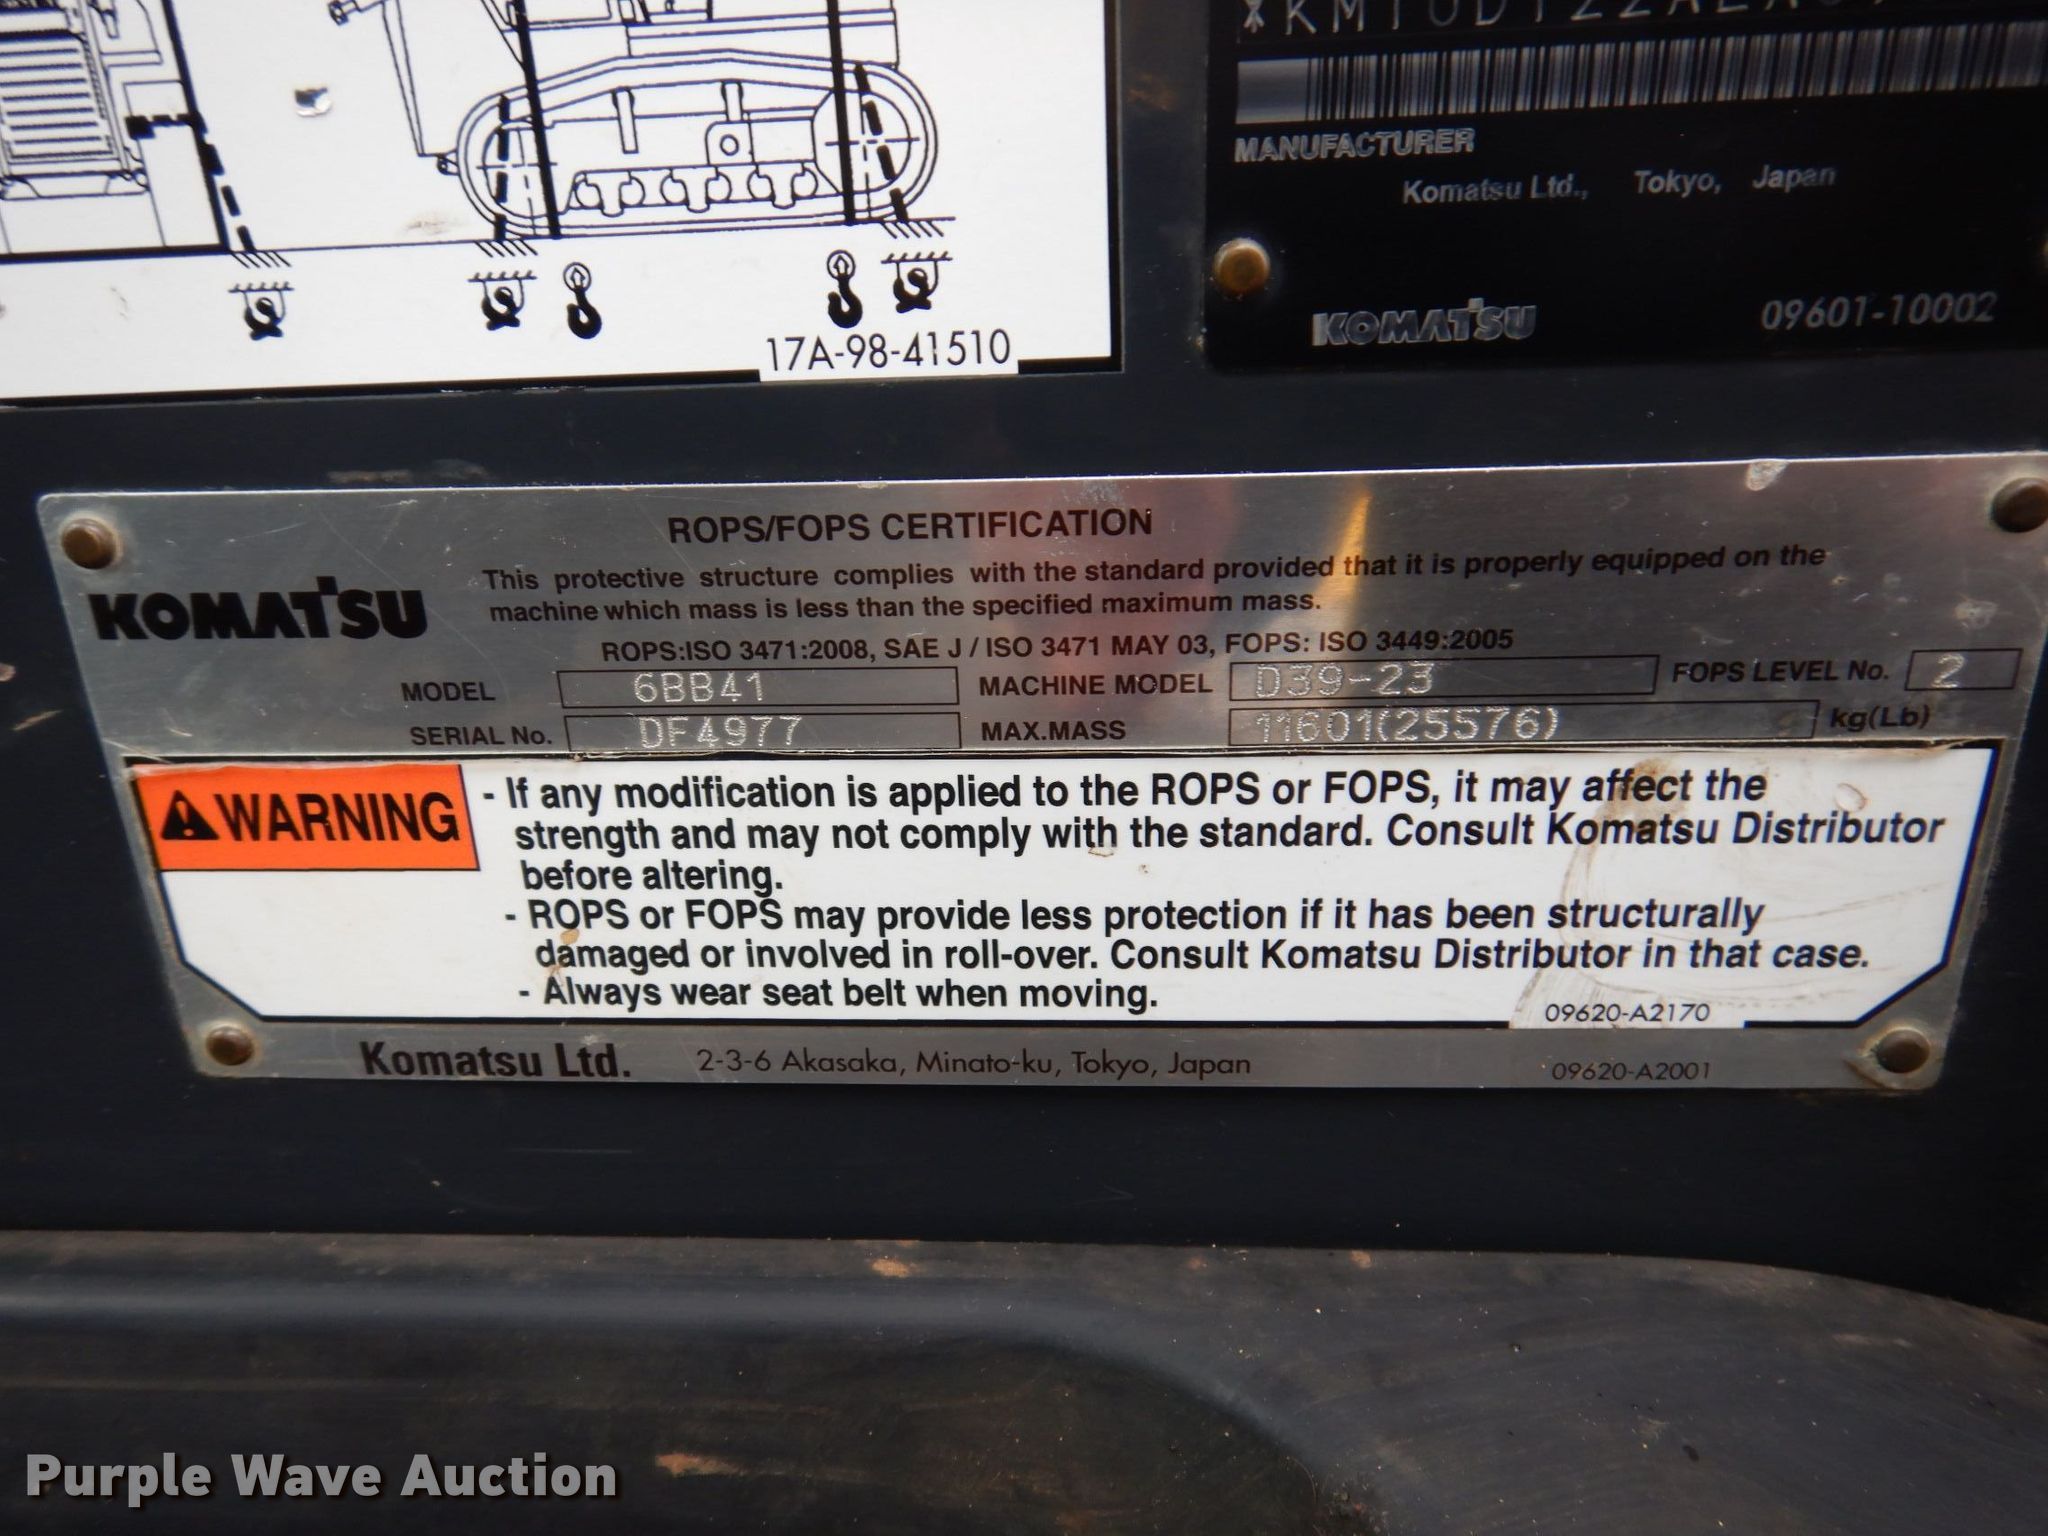 17A-98-41510
MANUFACTURER
Komatsu Ltd., Tokyo, Japan
KOMATSU 09601-10002
ROPS/FOPS CERTIFICATION
KOMATSU
This protective structure complies with the standard provided that it is properly equipped on the
machine which mass is less than the specified maximum mass.
ROPS:ISO 3471:2008, SAE J / ISO 3471 MAY 03, FOPS: ISO 3449:2005
MODEL 6BB41 MACHINE MODEL D39-23 FOPS LEVEL No. 2
SERIAL No. DF4977 MAX.MASS 11601(25576) kg(Lb)
WARNING
- If any modification is applied to the ROPS or FOPS, it may affect the
strength and may not comply with the standard. Consult Komatsu Distributor
before altering.
- ROPS or FOPS may provide less protection if it has been structurally
damaged or involved in roll-over. Consult Komatsu Distributor in that case.
- Always wear seat belt when moving.
09620-A2170
Komatsu Ltd. 2-3-6 Akasaka, Minato-ku, Tokyo, Japan 09620-A2001
Purple Wave Auction